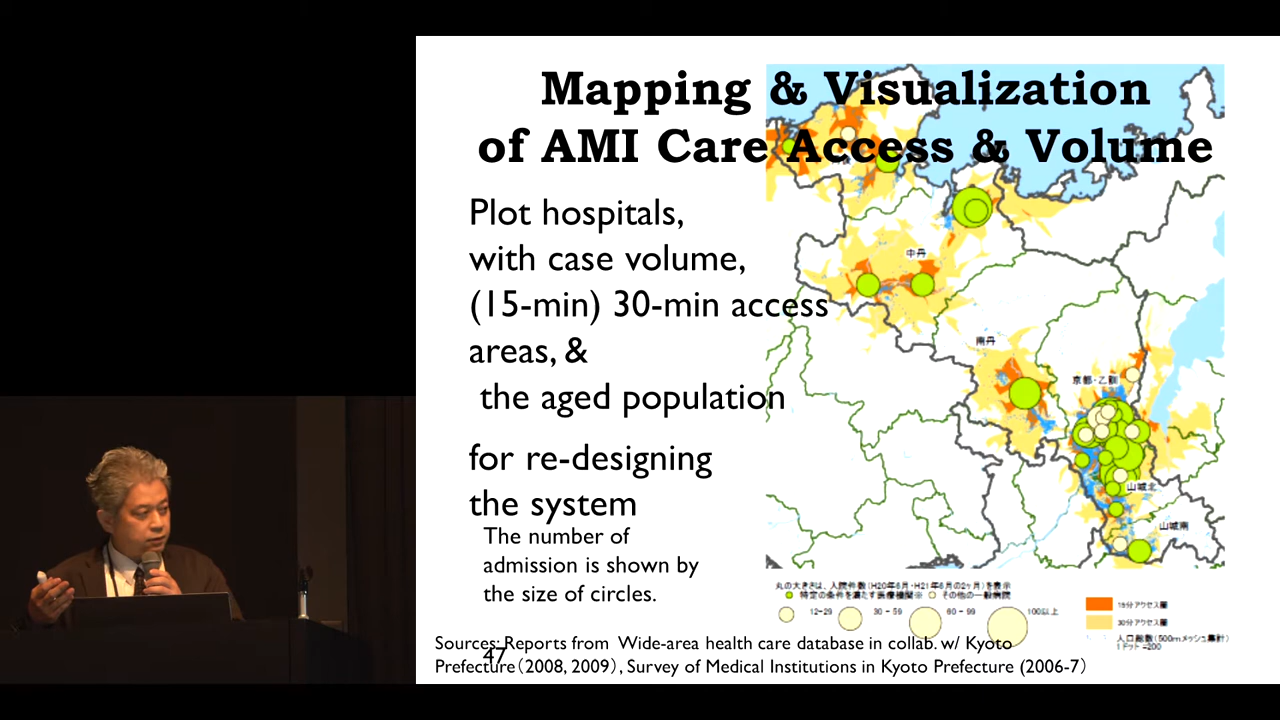 Mapping & Visualization
of AMI Care Access & Volume
Plot hospitals,
with case volume,
(15-min) 30-min access
areas, &
the aged population
for re-designing
the system
The number of
admission is shown by
the size of circles.
中丹
南丹
京都・乙訓
山城北
山城南
丸の大きさは、入院件数(H20年6月・H21年6月の2ヶ月)を表示
特定の条件を満たす医療機関※ その他の一般病院
12-29 30-59 60-99 100以上
15分アクセス圏
30分アクセス圏
人口総数(500mメッシュ集計)
1ドット=200
Sources: Reports from Wide-area health care database in collab. w/ Kyoto
Prefecture(2008, 2009), Survey of Medical Institutions in Kyoto Prefecture (2006-7)
47